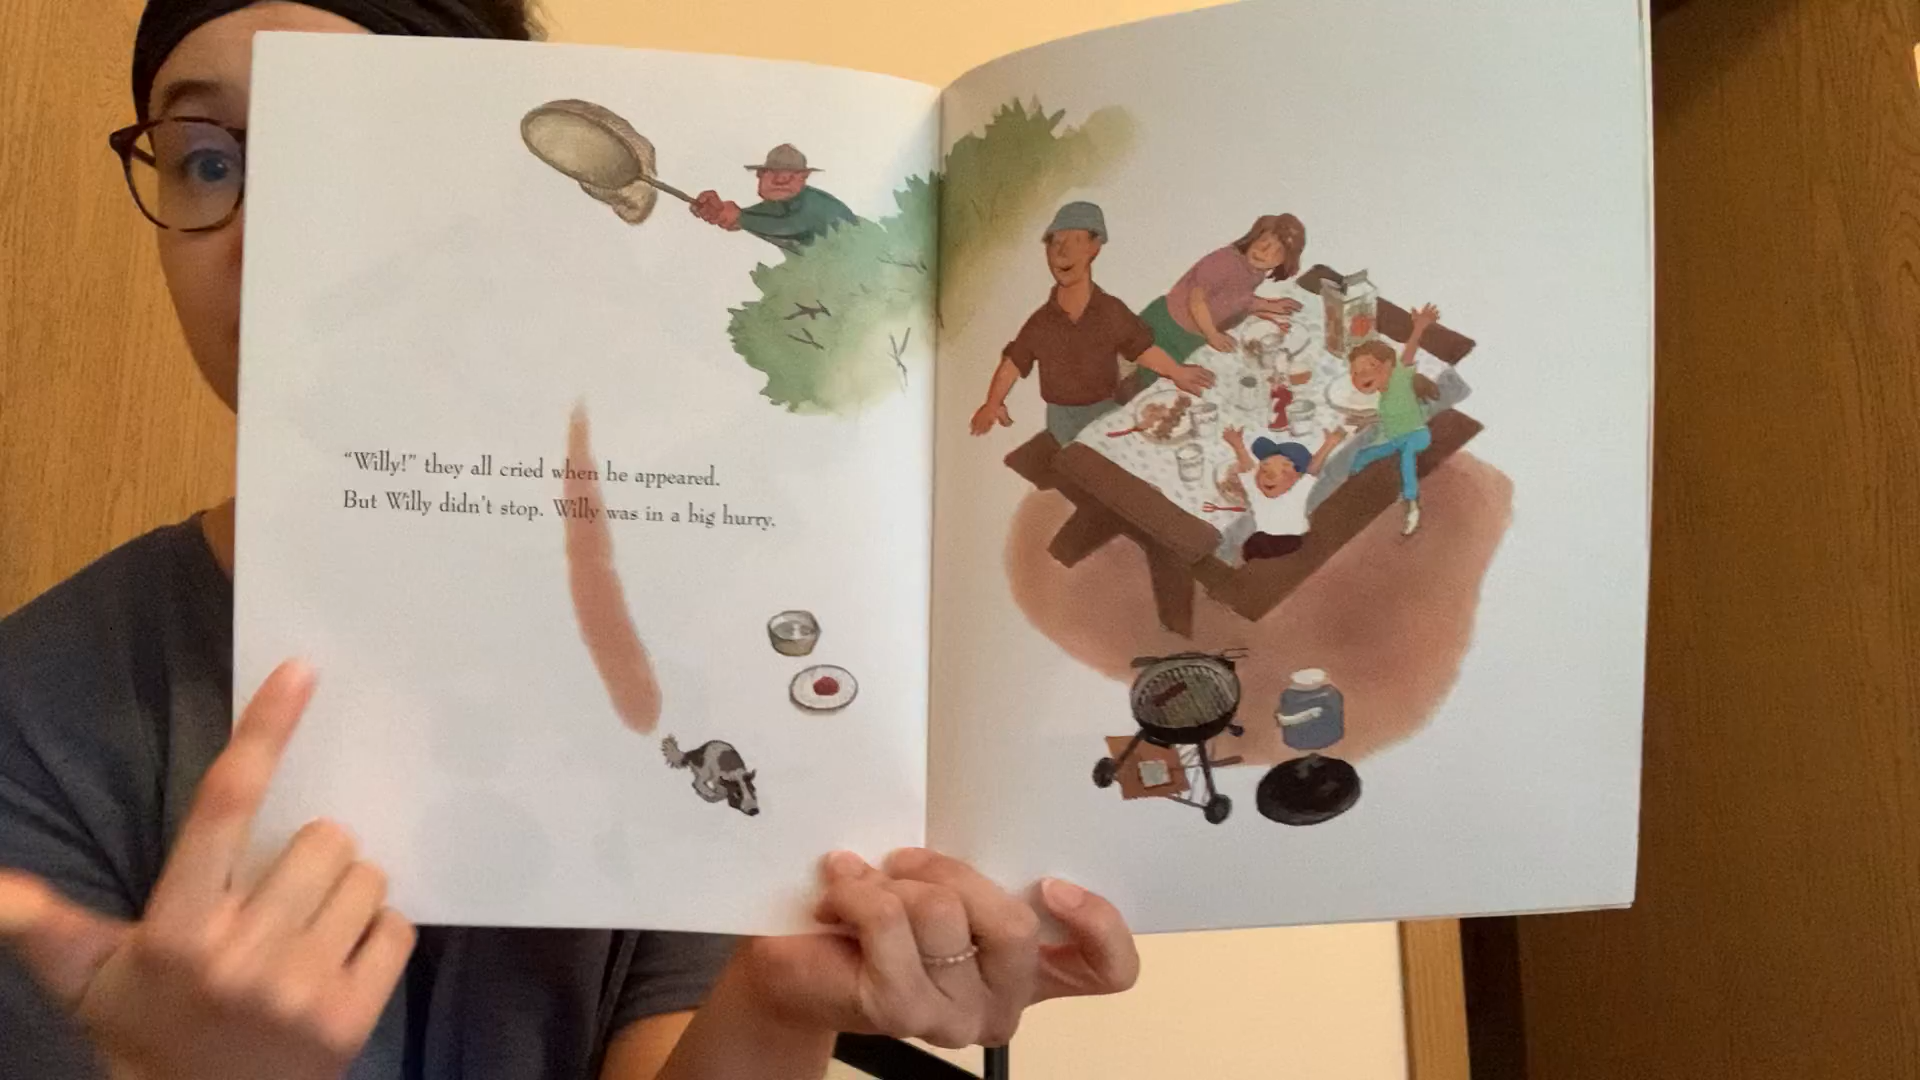 “Willy!” they all cried when he appeared.
But Willy didn’t stop. Willy was in a big hurry.